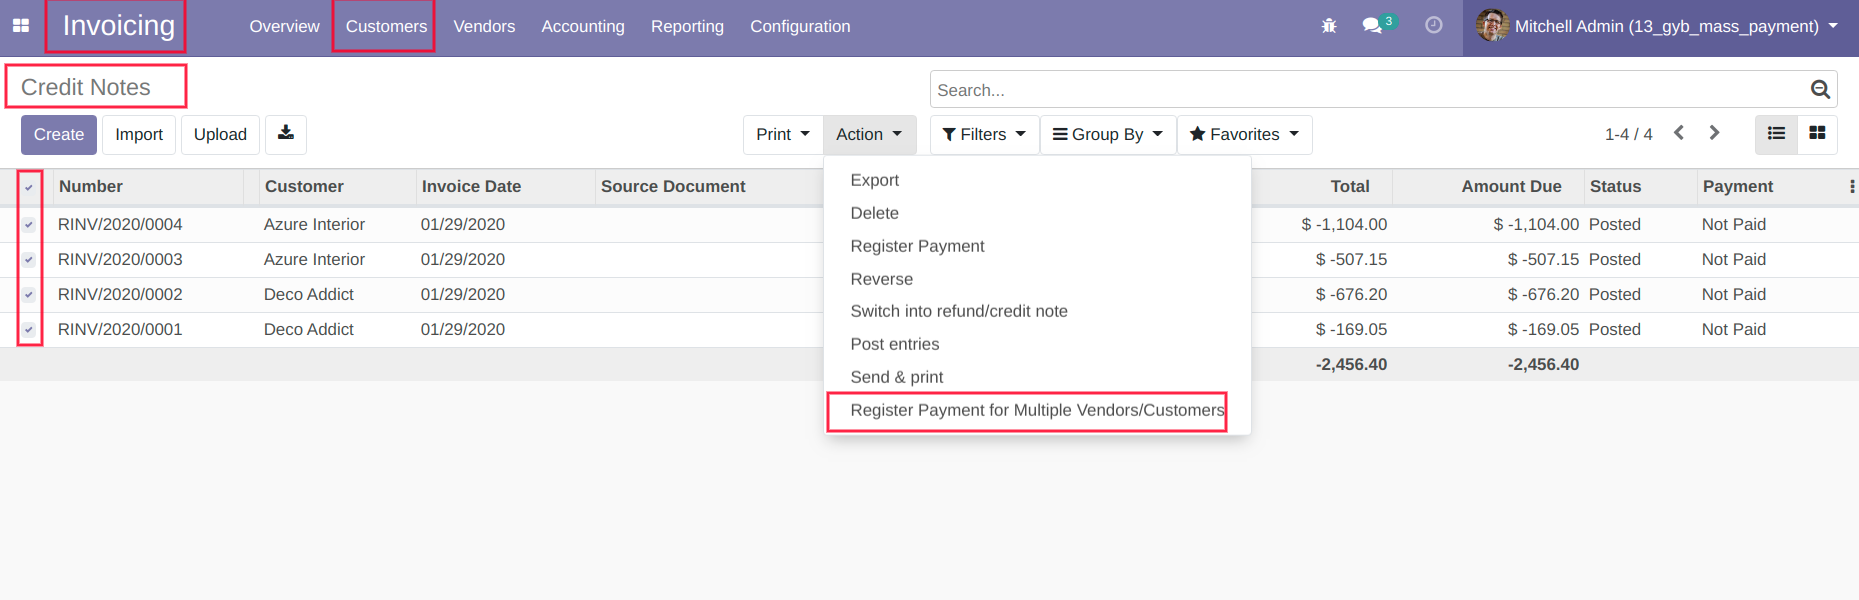 Invoicing Overview Customers Vendors Accounting Reporting Configuration 3 Mitchell Admin (13_gyb_mass_payment)
Credit Notes Search...
Create Import Upload Print Action Filters Group By Favorites 1-4 / 4
Number Customer Invoice Date Source Document Total Amount Due Status Payment
RINV/2020/0004 Azure Interior 01/29/2020 $ -1,104.00 $ -1,104.00 Posted Not Paid
RINV/2020/0003 Azure Interior 01/29/2020 $ -507.15 $ -507.15 Posted Not Paid
RINV/2020/0002 Deco Addict 01/29/2020 $ -676.20 $ -676.20 Posted Not Paid
RINV/2020/0001 Deco Addict 01/29/2020 $ -169.05 $ -169.05 Posted Not Paid
-2,456.40 -2,456.40
Export
Delete
Register Payment
Reverse
Switch into refund/credit note
Post entries
Send & print
Register Payment for Multiple Vendors/Customers